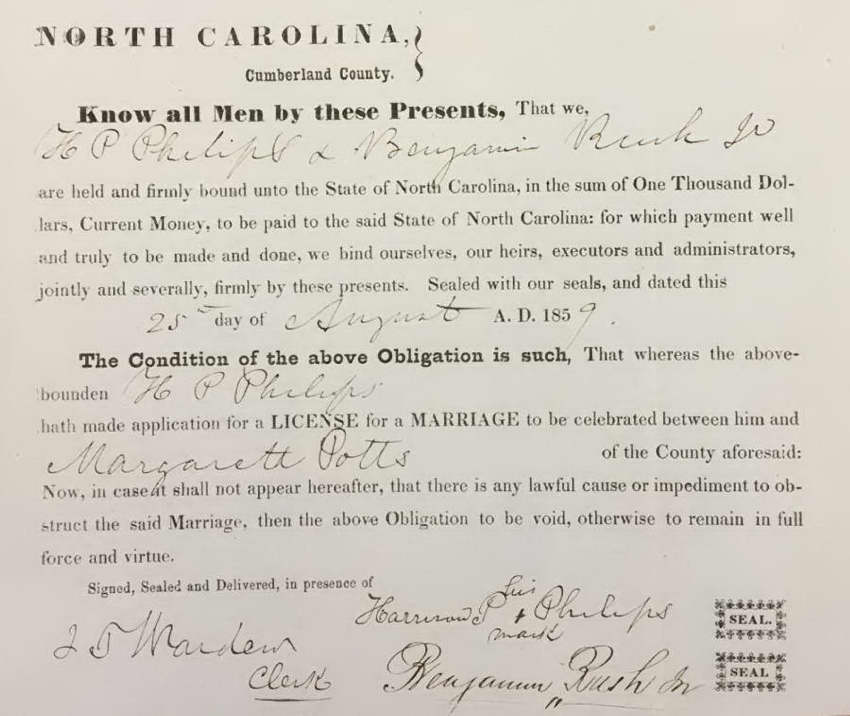 NORTH CAROLINA,
Cumberland County.
Know all Men by these Presents, That we,
H P Philips & Benjamin Rush Jr
are held and firmly bound unto the State of North Carolina, in the sum of One Thousand Dol-
lars, Current Money, to be paid to the said State of North Carolina: for which payment well
and truly to be made and done, we bind ourselves, our heirs, executors and administrators,
jointly and severally, firmly by these presents. Sealed with our seals, and dated this
25 day of August A. D. 1859.
The Condition of the above Obligation is such, That whereas the above-
bounden H P Philips
hath made application for a LICENSE for a MARRIAGE to be celebrated between him and
Margarett Potts of the County aforesaid:
Now, in case it shall not appear hereafter, that there is any lawful cause or impediment to ob-
struct the said Marriage, then the above Obligation to be void, otherwise to remain in full
force and virtue.
Signed, Sealed and Delivered, in presence of
his
Harrison P + Philips SEAL.
mark
J T Warden
Clerk
Benjamin Rush Jr SEAL